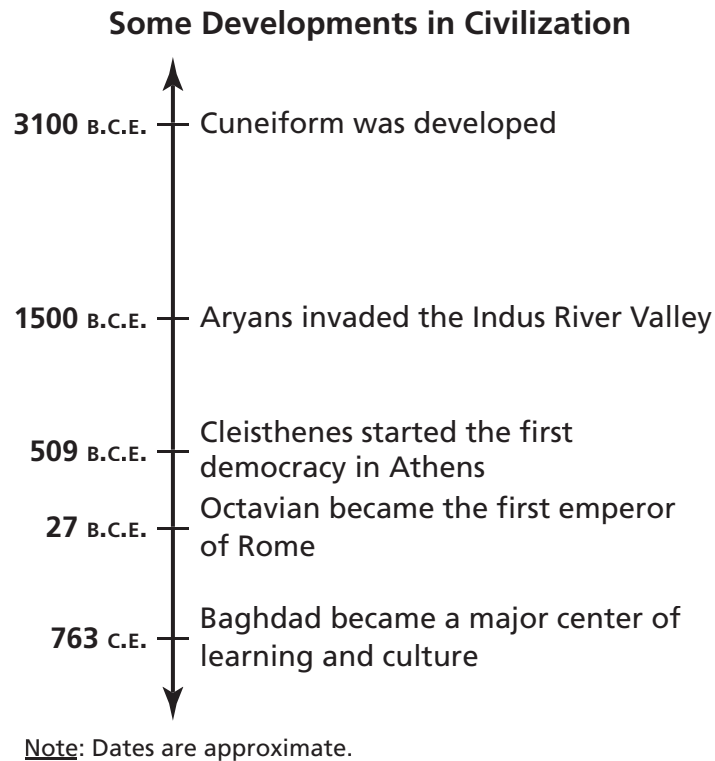 Some Developments in Civilization
3100 B.C.E. Cuneiform was developed
1500 B.C.E. Aryans invaded the Indus River Valley
509 B.C.E. Cleisthenes started the first
democracy in Athens
27 B.C.E. Octavian became the first emperor
of Rome
763 C.E. Baghdad became a major center of
learning and culture
Note: Dates are approximate.